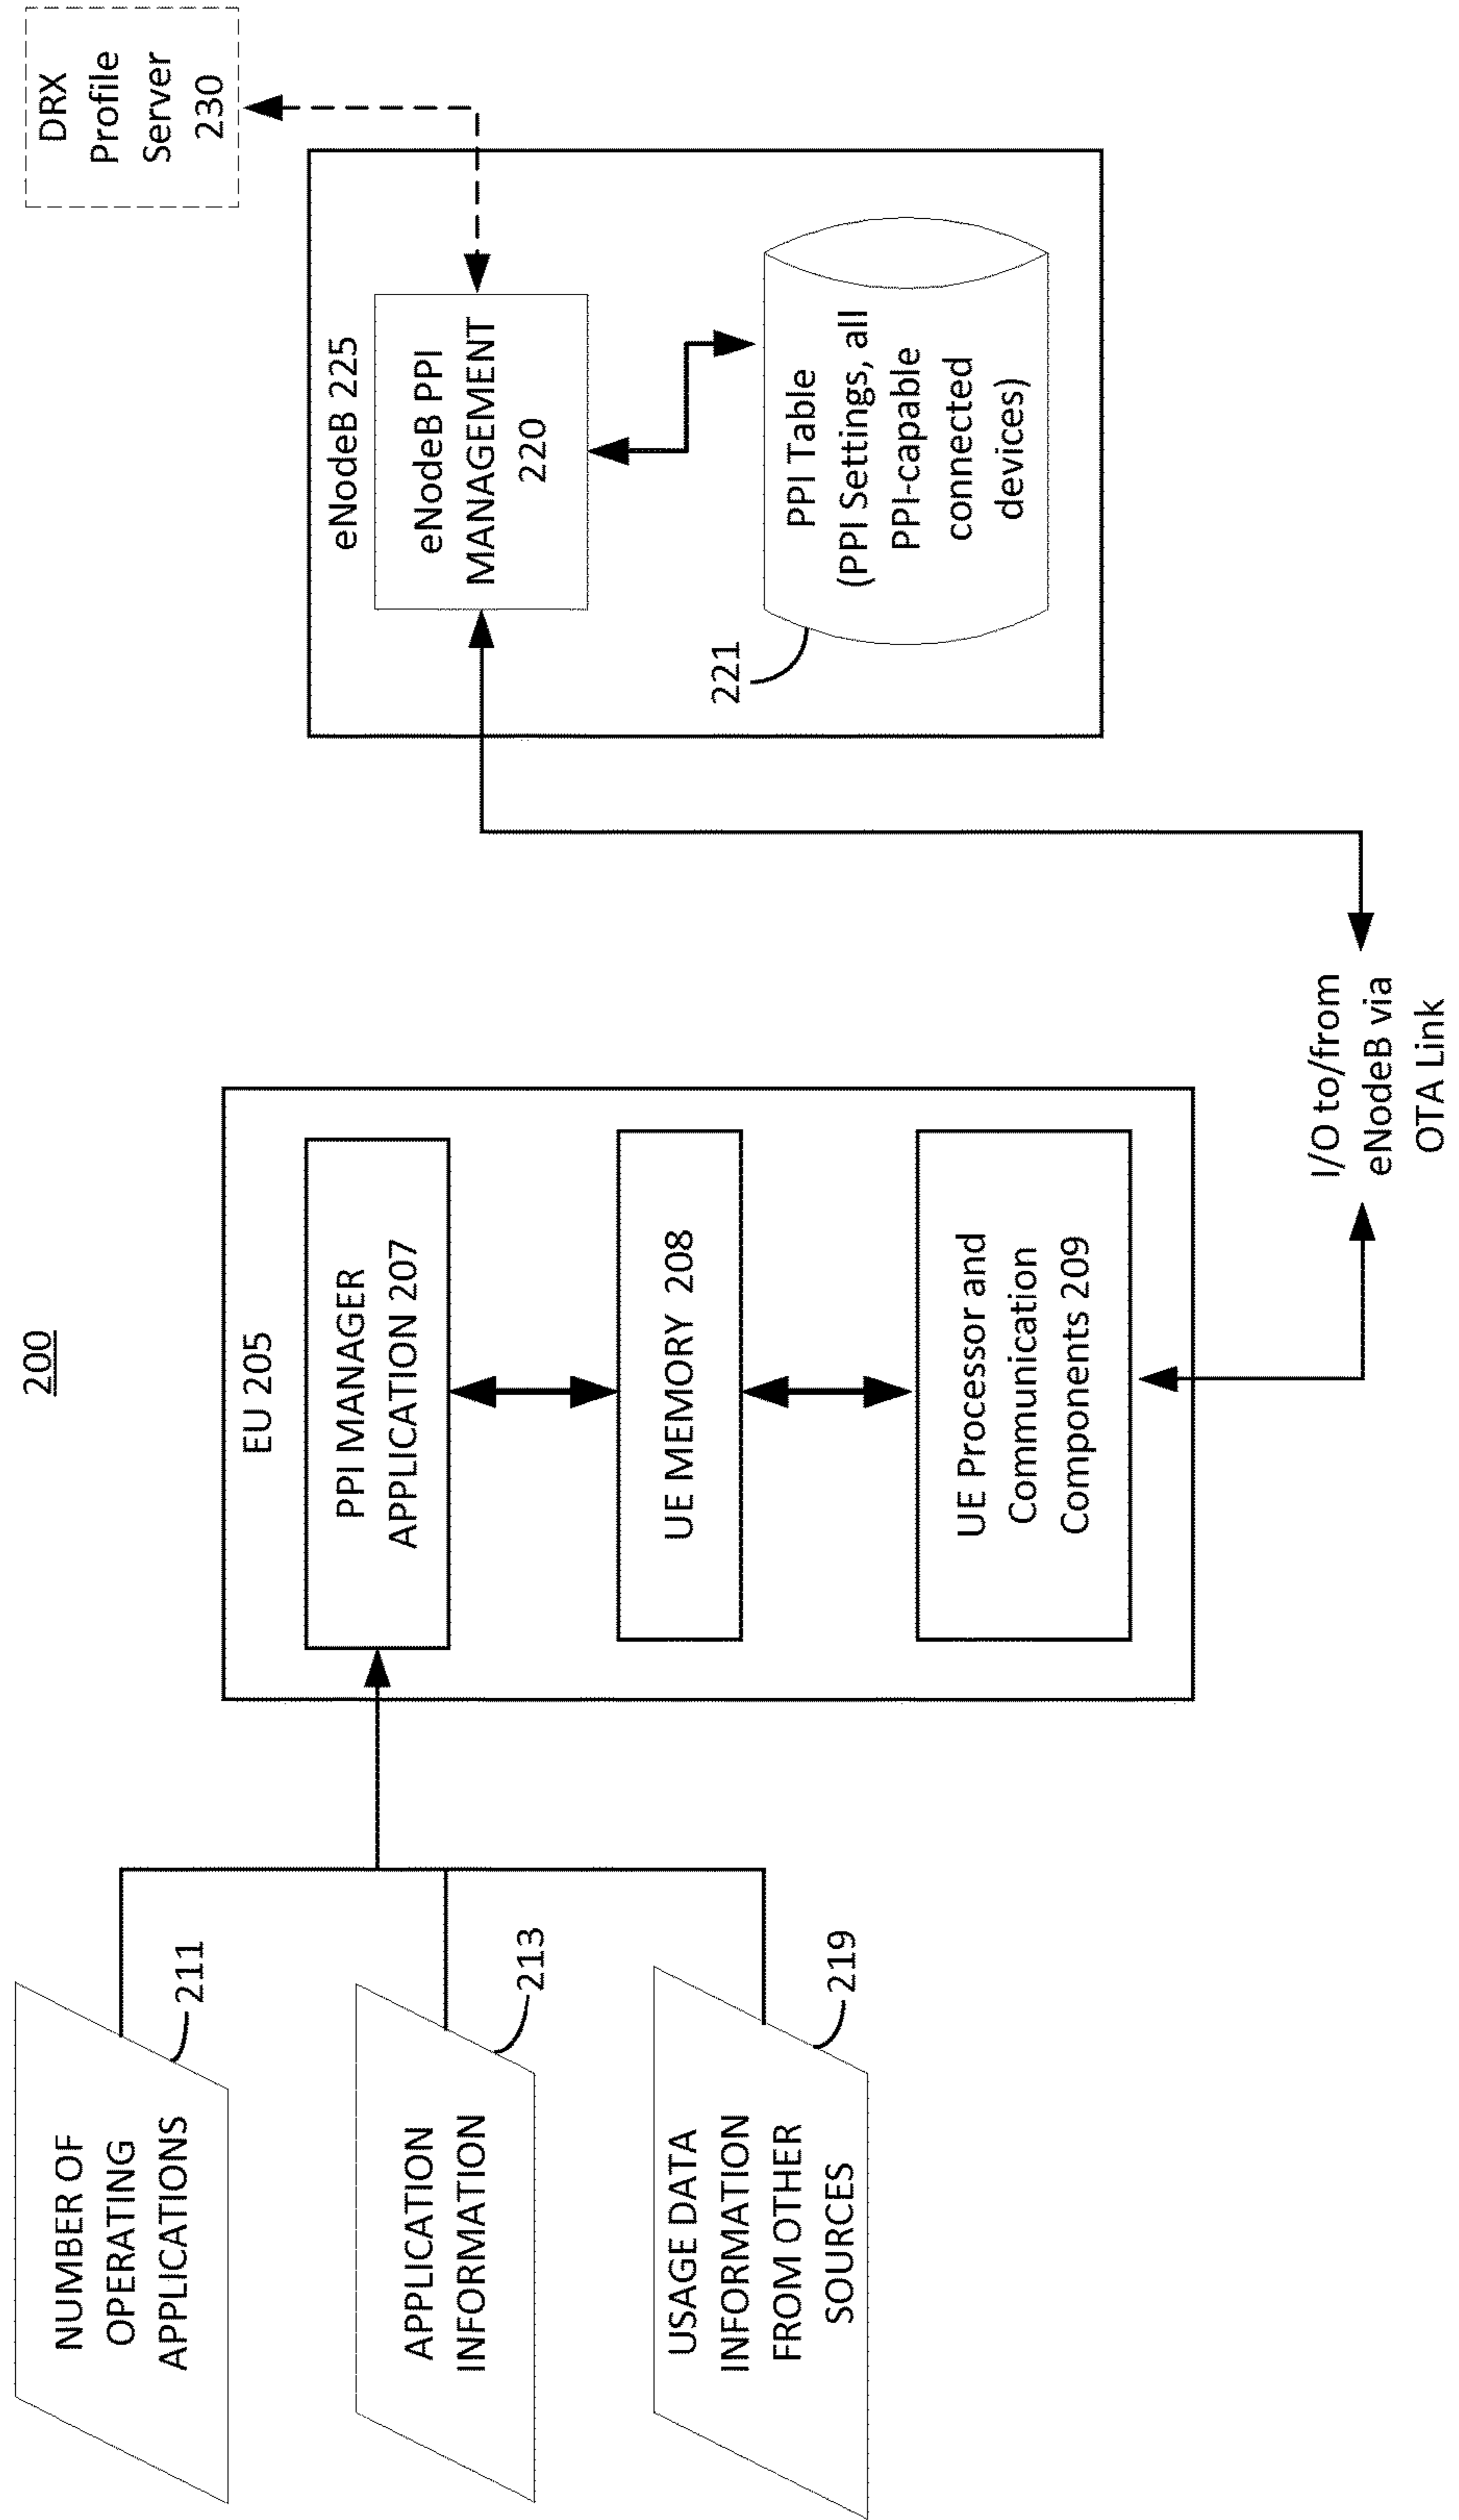 200
NUMBER OF
OPERATING
APPLICATIONS
211
APPLICATION
INFORMATION
213
USAGE DATA
INFORMATION
FROM OTHER
SOURCES
219
EU 205
PPI MANAGER
APPLICATION 207
UE MEMORY 208
UE Processor and
Communication
Components 209
I/O to/from
eNodeB via
OTA Link
eNodeB 225
eNodeB PPI
MANAGEMENT
220
221
PPI Table
(PPI Settings, all
PPI-capable
connected
devices)
DRX
Profile
Server
230